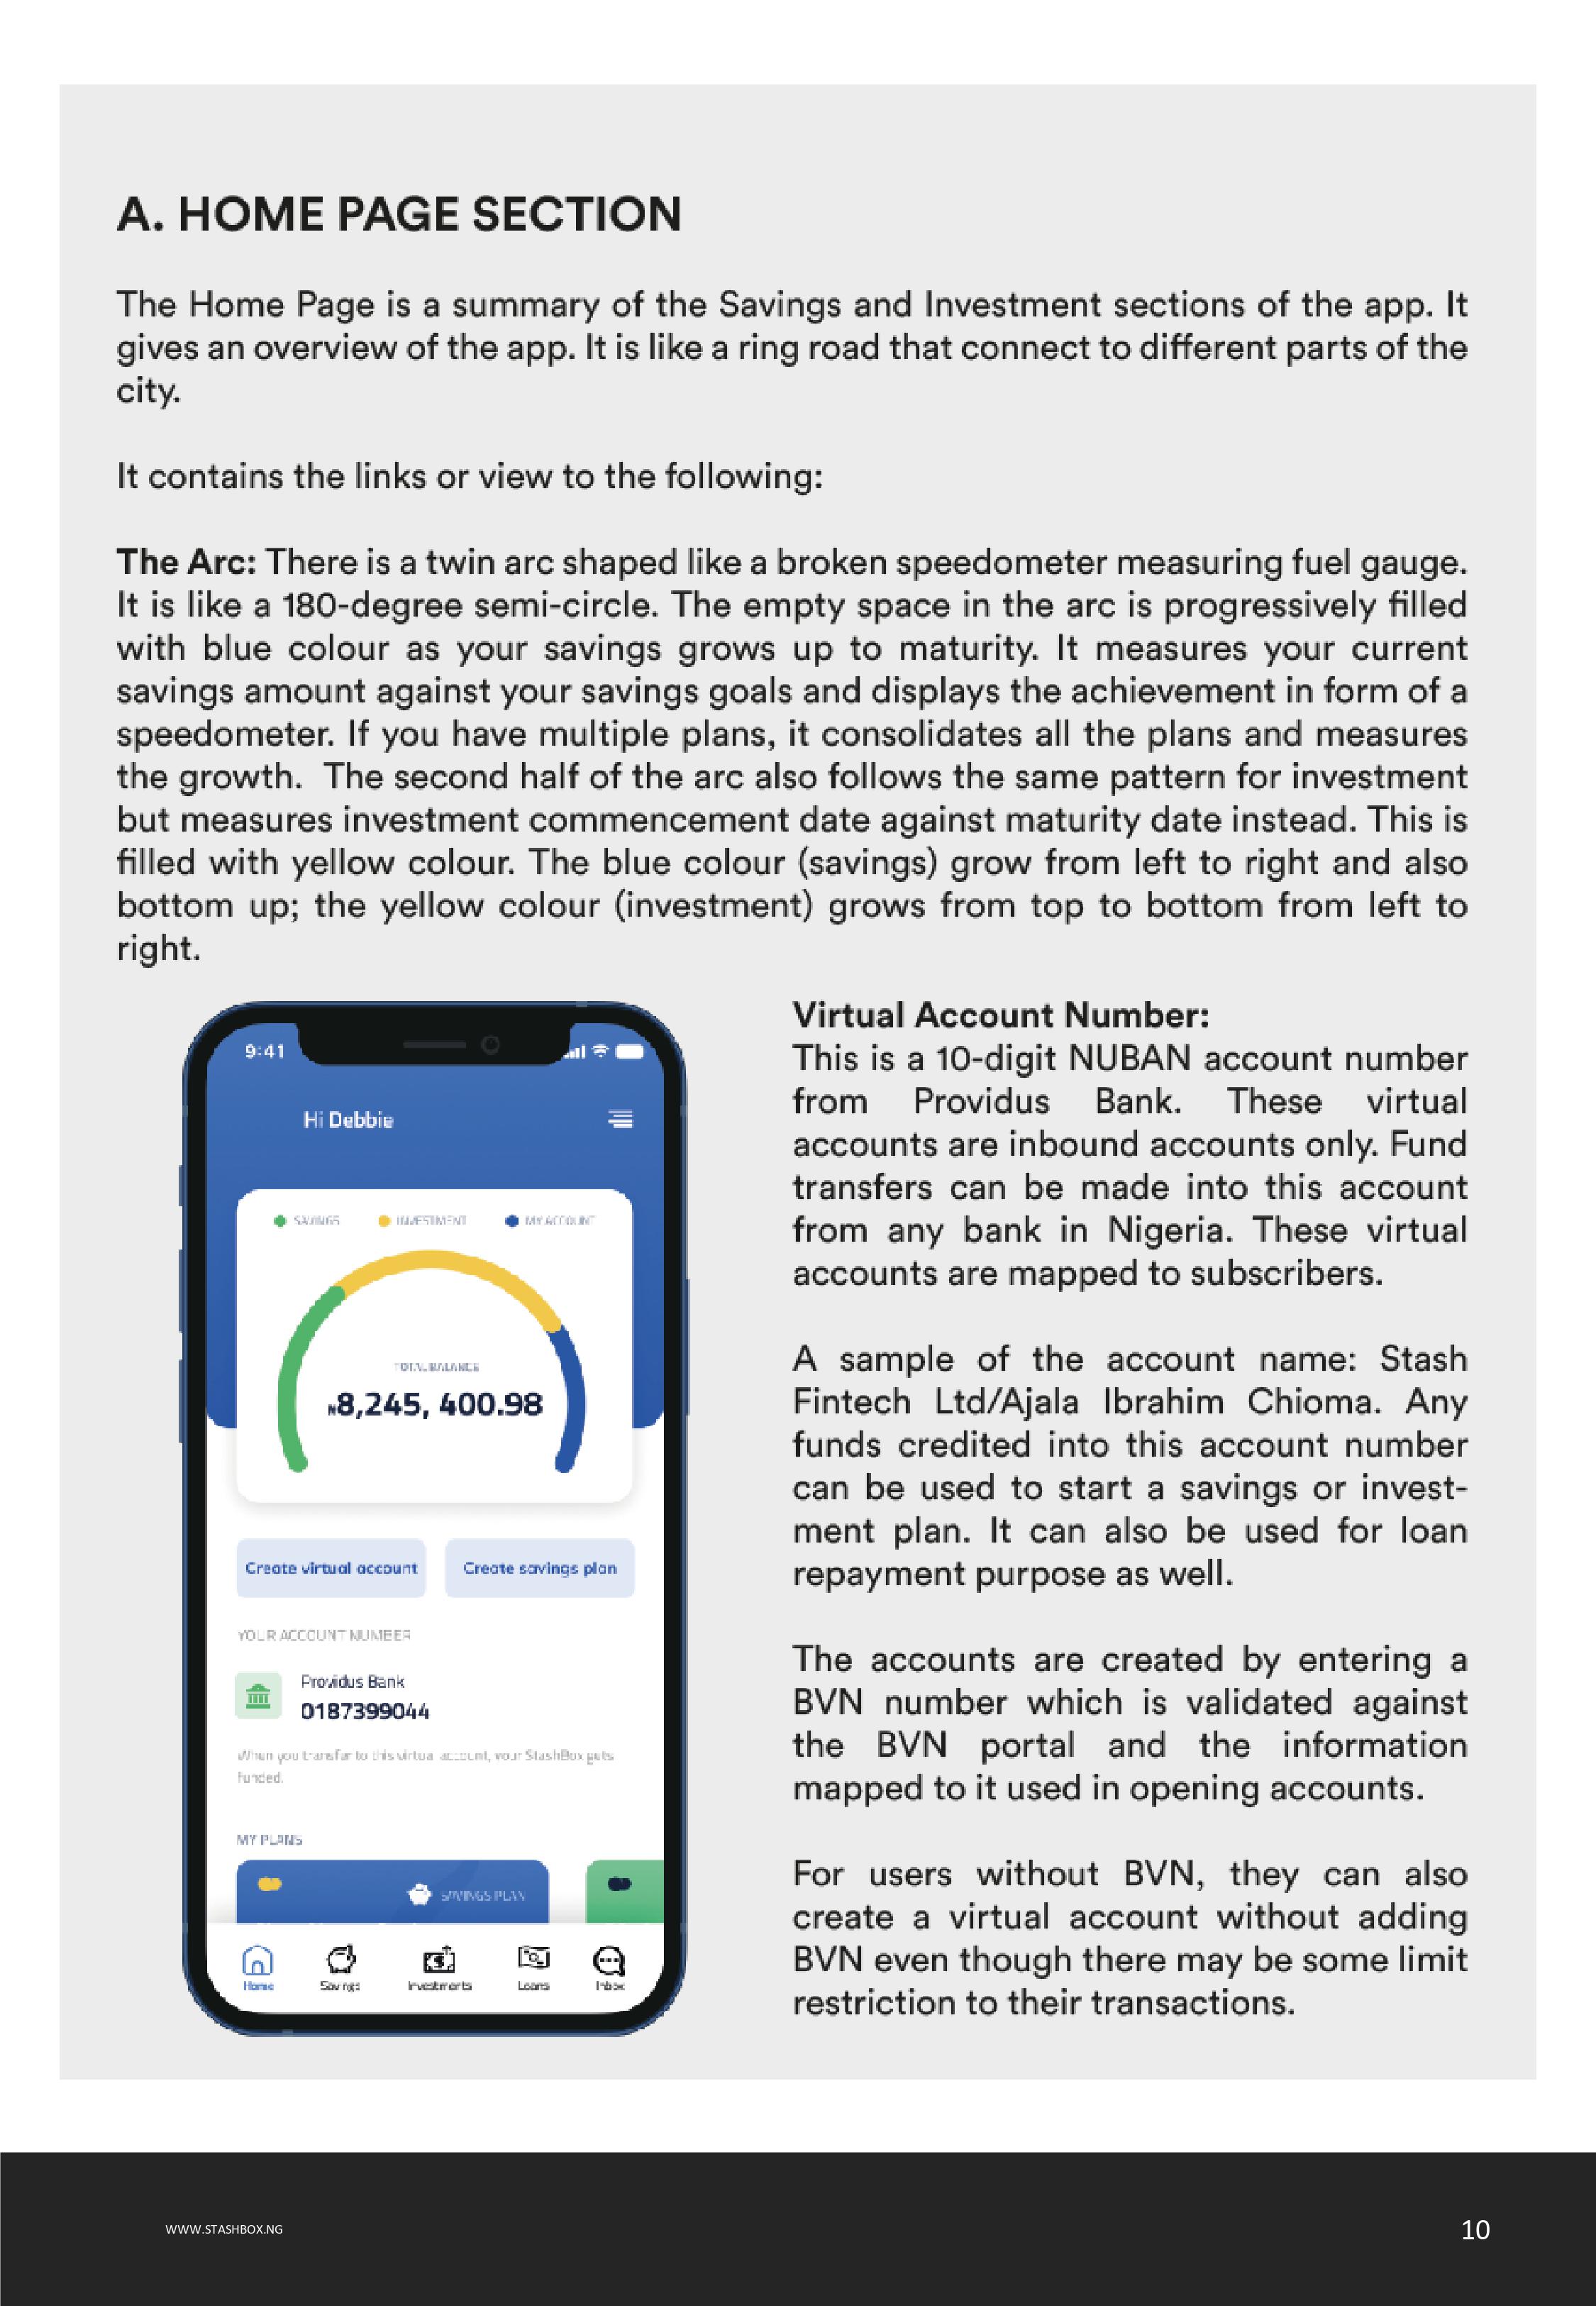 A. HOME PAGE SECTION
The Home Page is a summary of the Savings and Investment sections of the app. It
gives an overview of the app. It is like a ring road that connect to different parts of the
city.
It contains the links or view to the following:
The Arc: There is a twin arc shaped like a broken speedometer measuring fuel gauge.
It is like a 180-degree semi-circle. The empty space in the arc is progressively filled
with blue colour as your savings grows up to maturity. It measures your current
savings amount against your savings goals and displays the achievement in form of a
speedometer. If you have multiple plans, it consolidates all the plans and measures
the growth. The second half of the arc also follows the same pattern for investment
but measures investment commencement date against maturity date instead. This is
filled with yellow colour. The blue colour (savings) grow from left to right and also
bottom up; the yellow colour (investment) grows from top to bottom from left to
right.
9:41
Hi Debbie
SAVINGS INVESTMENT MY ACCOUNT
TOTAL BALANCE
₦8,245, 400.98
Create virtual account Create savings plan
YOUR ACCOUNT NUMBER
Providus Bank
0187399044
When you transfer to this virtual account, your StashBox gets
funded.
MY PLANS
SAVINGS PLAN
Home Savings Investments Loans Inbox
Virtual Account Number:
This is a 10-digit NUBAN account number
from Providus Bank. These virtual
accounts are inbound accounts only. Fund
transfers can be made into this account
from any bank in Nigeria. These virtual
accounts are mapped to subscribers.
A sample of the account name: Stash
Fintech Ltd/Ajala Ibrahim Chioma. Any
funds credited into this account number
can be used to start a savings or invest-
ment plan. It can also be used for loan
repayment purpose as well.
The accounts are created by entering a
BVN number which is validated against
the BVN portal and the information
mapped to it used in opening accounts.
For users without BVN, they can also
create a virtual account without adding
BVN even though there may be some limit
restriction to their transactions.
WWW.STASHBOX.NG
10